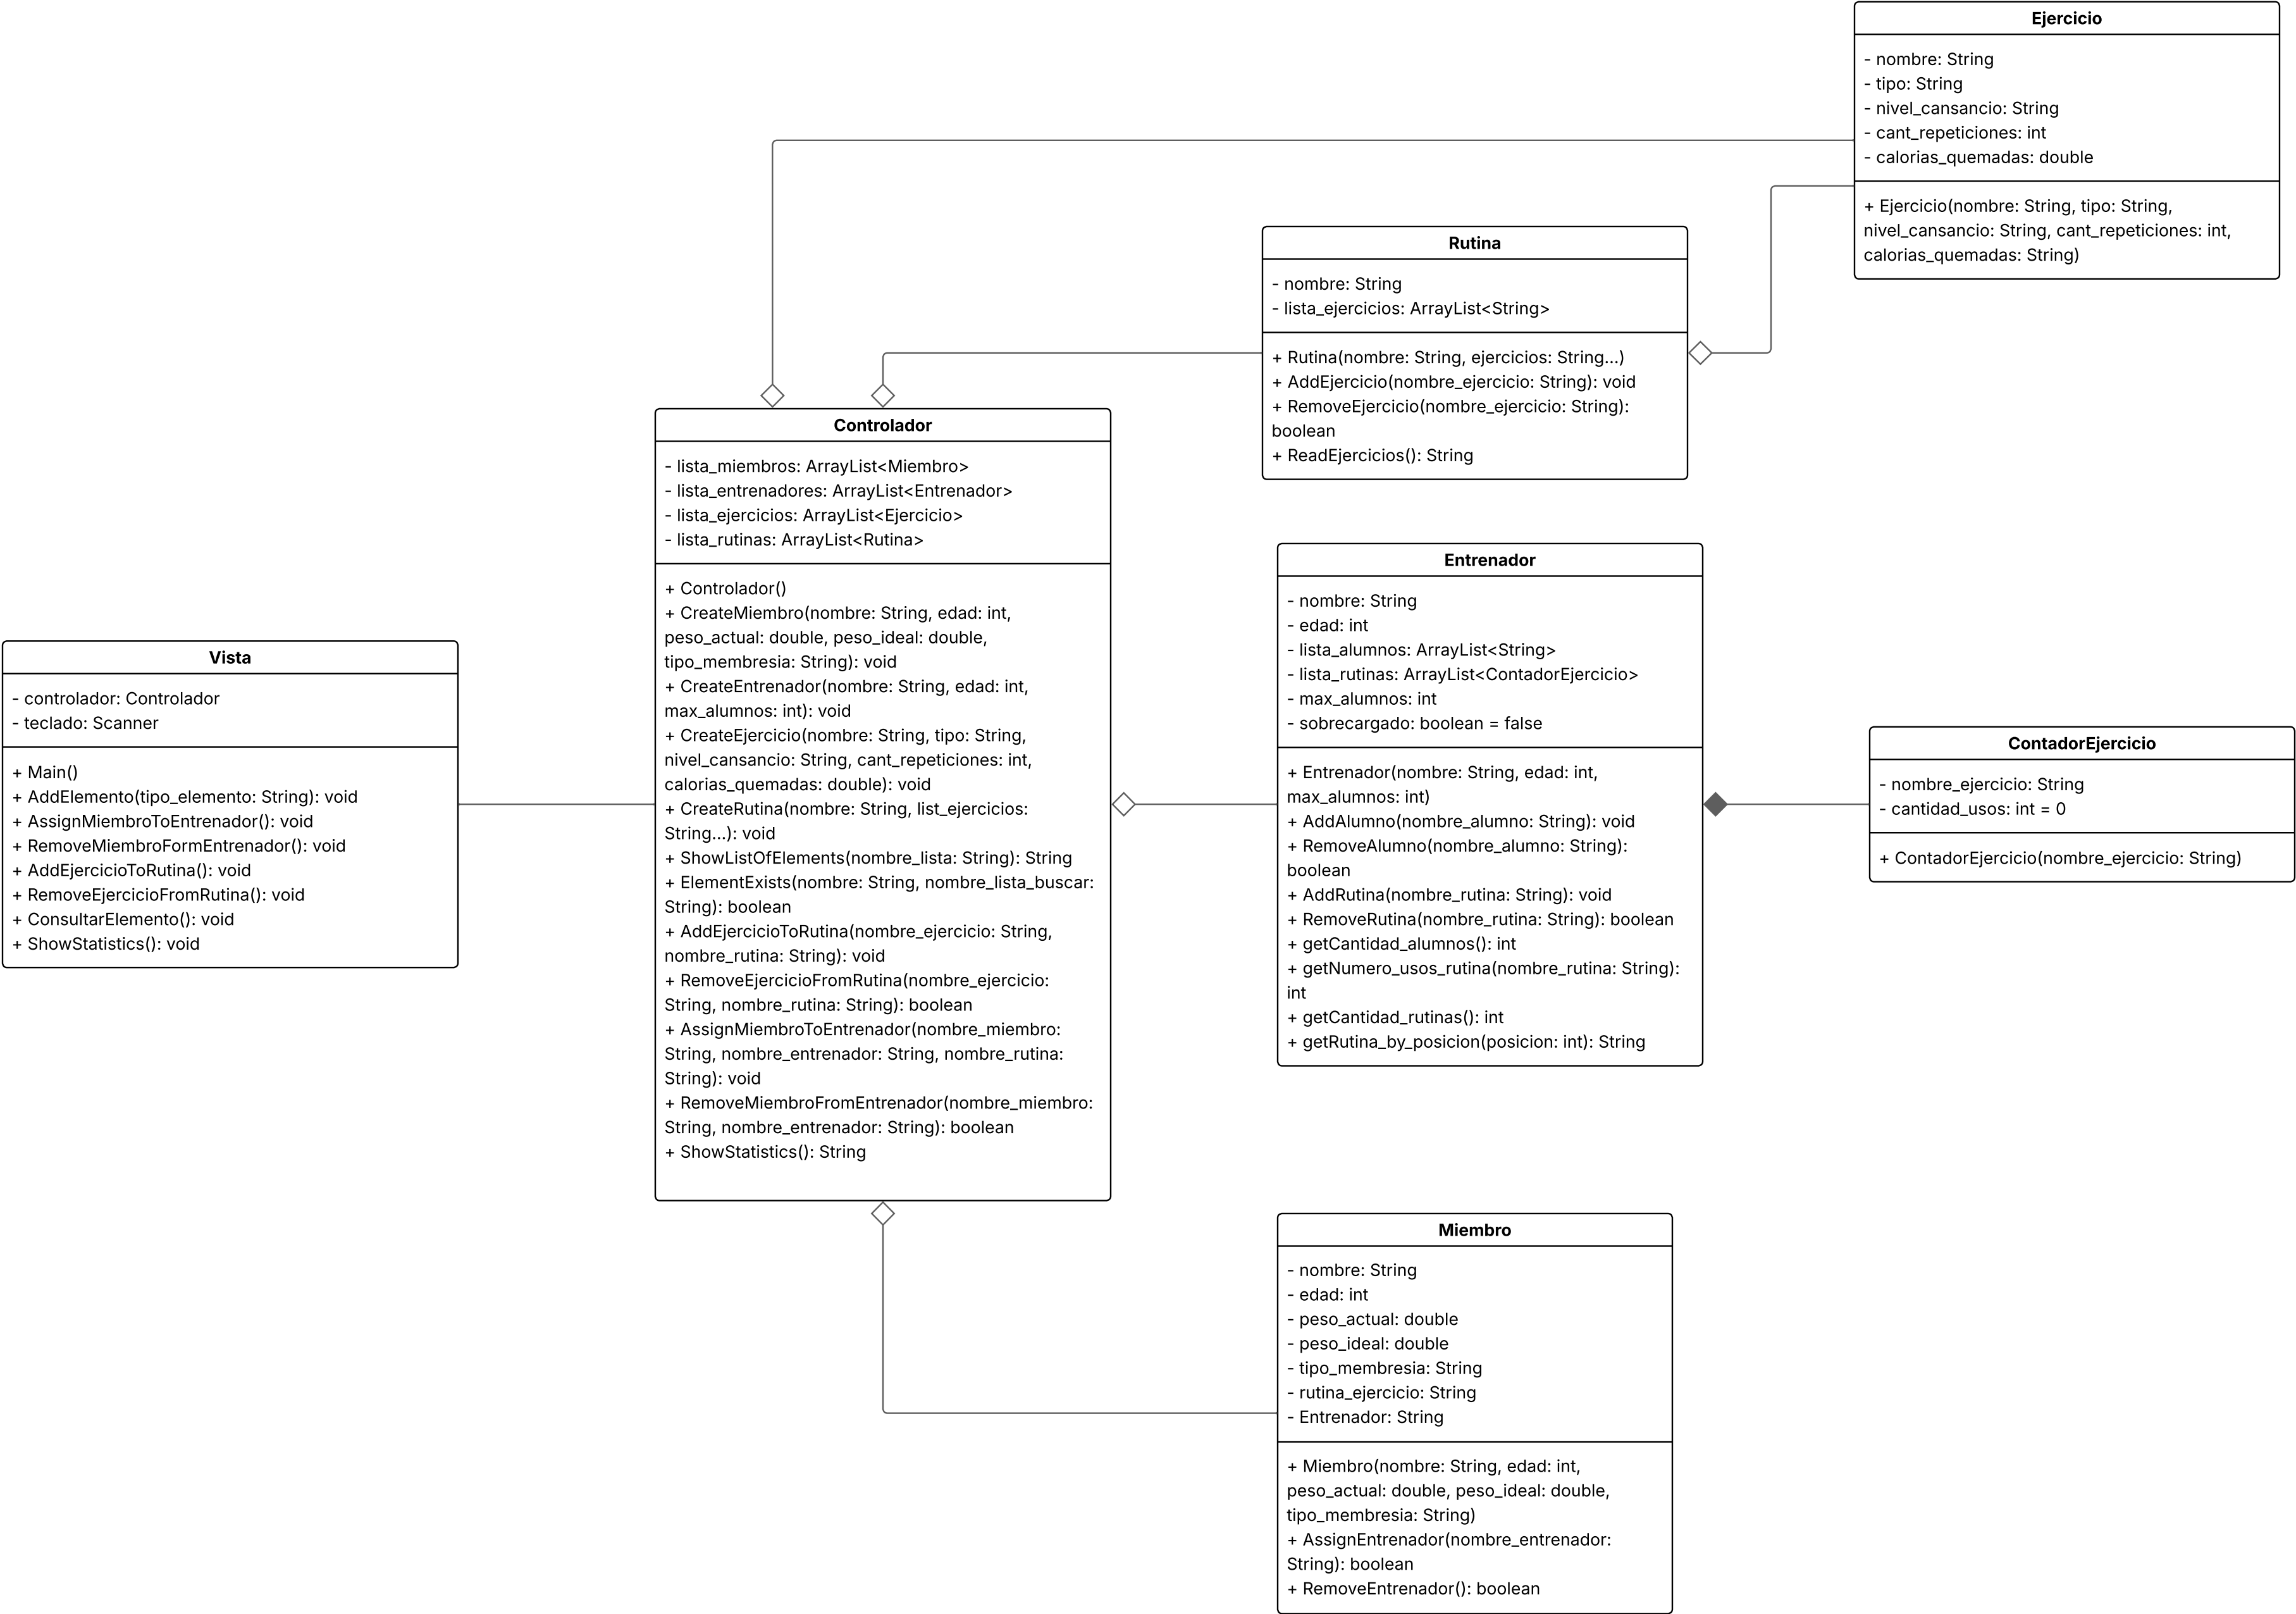 Ejercicio
- nombre: String
- tipo: String
- nivel_cansancio: String
- cant_repeticiones: int
- calorias_quemadas: double
+ Ejercicio(nombre: String, tipo: String,
nivel_cansancio: String, cant_repeticiones: int,
calorias_quemadas: String)
Rutina
- nombre: String
- lista_ejercicios: ArrayList<String>
+ Rutina(nombre: String, ejercicios: String...)
+ AddEjercicio(nombre_ejercicio: String): void
+ RemoveEjercicio(nombre_ejercicio: String):
boolean
+ ReadEjercicios(): String
Controlador
- lista_miembros: ArrayList<Miembro>
- lista_entrenadores: ArrayList<Entrenador>
- lista_ejercicios: ArrayList<Ejercicio>
- lista_rutinas: ArrayList<Rutina>
+ Controlador()
+ CreateMiembro(nombre: String, edad: int,
peso_actual: double, peso_ideal: double,
tipo_membresia: String): void
+ CreateEntrenador(nombre: String, edad: int,
max_alumnos: int): void
+ CreateEjercicio(nombre: String, tipo: String,
nivel_cansancio: String, cant_repeticiones: int,
calorias_quemadas: double): void
+ CreateRutina(nombre: String, list_ejercicios:
String...): void
+ ShowListOfElements(nombre_lista: String): String
+ ElementExists(nombre: String, nombre_lista_buscar:
String): boolean
+ AddEjercicioToRutina(nombre_ejercicio: String,
nombre_rutina: String): void
+ RemoveEjercicioFromRutina(nombre_ejercicio:
String, nombre_rutina: String): boolean
+ AssignMiembroToEntrenador(nombre_miembro:
String, nombre_entrenador: String, nombre_rutina:
String): void
+ RemoveMiembroFromEntrenador(nombre_miembro:
String, nombre_entrenador: String): boolean
+ ShowStatistics(): String
Vista
- controlador: Controlador
- teclado: Scanner
+ Main()
+ AddElemento(tipo_elemento: String): void
+ AssignMiembroToEntrenador(): void
+ RemoveMiembroFormEntrenador(): void
+ AddEjercicioToRutina(): void
+ RemoveEjercicioFromRutina(): void
+ ConsultarElemento(): void
+ ShowStatistics(): void
Entrenador
- nombre: String
- edad: int
- lista_alumnos: ArrayList<String>
- lista_rutinas: ArrayList<ContadorEjercicio>
- max_alumnos: int
- sobrecargado: boolean = false
+ Entrenador(nombre: String, edad: int,
max_alumnos: int)
+ AddAlumno(nombre_alumno: String): void
+ RemoveAlumno(nombre_alumno: String):
boolean
+ AddRutina(nombre_rutina: String): void
+ RemoveRutina(nombre_rutina: String): boolean
+ getCantidad_alumnos(): int
+ getNumero_usos_rutina(nombre_rutina: String):
int
+ getCantidad_rutinas(): int
+ getRutina_by_posicion(posicion: int): String
ContadorEjercicio
- nombre_ejercicio: String
- cantidad_usos: int = 0
+ ContadorEjercicio(nombre_ejercicio: String)
Miembro
- nombre: String
- edad: int
- peso_actual: double
- peso_ideal: double
- tipo_membresia: String
- rutina_ejercicio: String
- Entrenador: String
+ Miembro(nombre: String, edad: int,
peso_actual: double, peso_ideal: double,
tipo_membresia: String)
+ AssignEntrenador(nombre_entrenador:
String): boolean
+ RemoveEntrenador(): boolean